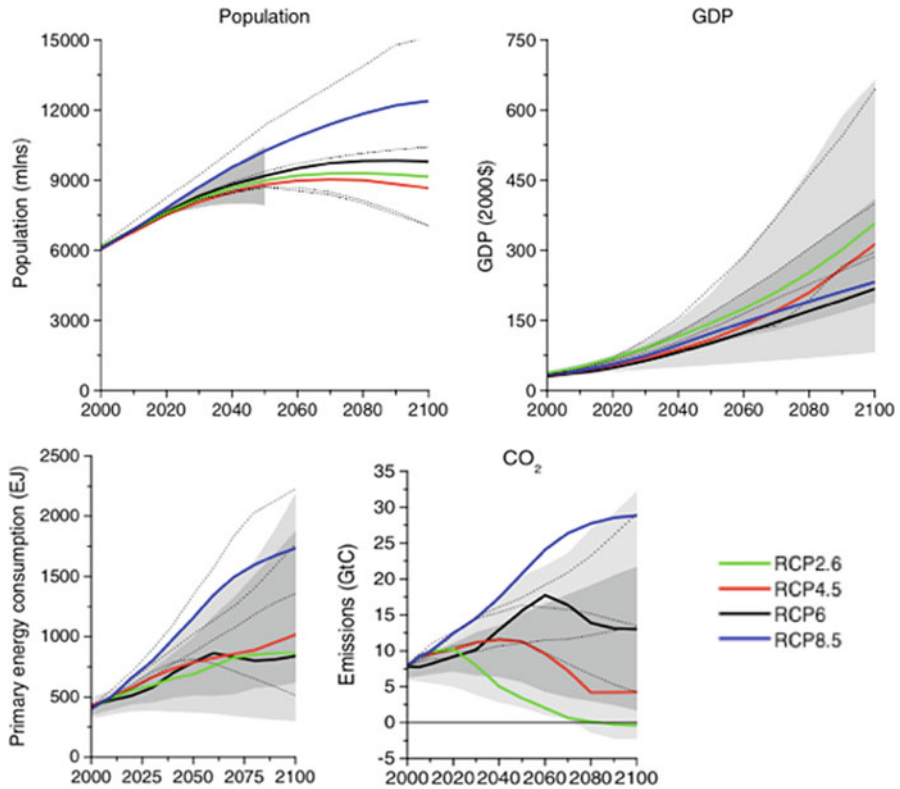 Population
GDP
15000
12000
9000
6000
3000
0
Population (mlns)
2000 2020 2040 2060 2080 2100
750
600
450
300
150
0
GDP (2000$)
2000 2020 2040 2060 2080 2100
2500
2000
1500
1000
500
0
Primary energy consumption (EJ)
2000 2025 2050 2075 2100
CO2
35
30
25
20
15
10
5
0
-5
Emissions (GtC)
2000 2020 2040 2060 2080 2100
RCP2.6
RCP4.5
RCP6
RCP8.5